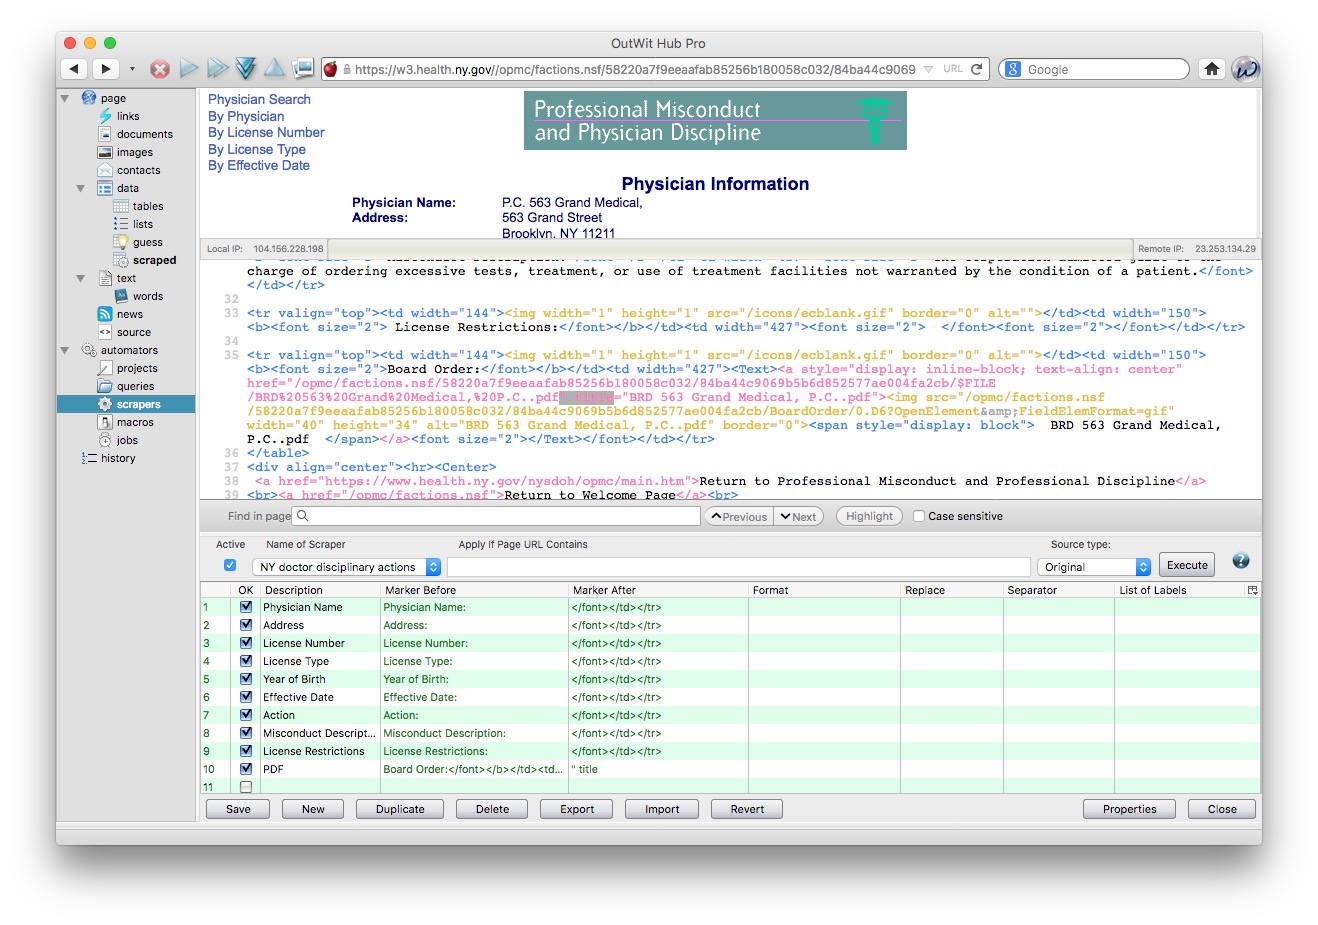 OutWit Hub Pro
https://w3.health.ny.gov//opmc/factions.nsf/58220a7f9eeaafab85256b180058c032/84ba44c9069 URL Google
page
links
documents
images
contacts
data
tables
lists
guess
scraped
text
words
news
source
automators
projects
queries
scrapers
macros
jobs
history
Physician Search
By Physician
By License Number
By License Type
By Effective Date
Professional Misconduct
and Physician Discipline
Physician Information
Physician Name: P.C. 563 Grand Medical,
Address: 563 Grand Street
Brooklyn, NY 11211
Local IP: 104.156.228.198 Remote IP: 23.253.134.29
charge of ordering excessive tests, treatment, or use of treatment facilities not warranted by the condition of a patient.</font>
</td></tr>
32
33 <tr valign="top"><td width="144"><img width="1" height="1" src="/icons/ecblank.gif" border="0" alt=""></td><td width="150">
<b><font size="2"> License Restrictions:</font></b></td><td width="427"><font size="2">  </font><font size="2"></font></td></tr>
34
35 <tr valign="top"><td width="144"><img width="1" height="1" src="/icons/ecblank.gif" border="0" alt=""></td><td width="150">
<b><font size="2">Board Order:</font></b></td><td width="427"><Text><a style="display: inline-block; text-align: center"
href="/opmc/factions.nsf/58220a7f9eeaafab85256b180058c032/84ba44c9069b5b6d852577ae004fa2cb/$FILE
/BRD%20563%20Grand%20Medical,%20P.C..pdf" title="BRD 563 Grand Medical, P.C..pdf"><img src="/opmc/factions.nsf
/58220a7f9eeaafab85256b180058c032/84ba44c9069b5b6d852577ae004fa2cb/BoardOrder/0.D6?OpenElement&amp;FieldElemFormat=gif"
width="40" height="34" alt="BRD 563 Grand Medical, P.C..pdf" border="0"><span style="display: block">  BRD 563 Grand Medical,
P.C..pdf  </span></a><font size="2"></Text></font></td></tr>
36 </table>
37 <div align="center"><hr><Center>
38 <a href="https://www.health.ny.gov/nysdoh/opmc/main.htm">Return to Professional Misconduct and Professional Discipline</a>
39 <br><a href="/opmc/factions.nsf">Return to Welcome Page</a><br>
Find in page Previous Next Highlight Case sensitive
Active Name of Scraper Apply If Page URL Contains Source type:
NY doctor disciplinary actions Original Execute
OK Description Marker Before Marker After Format Replace Separator List of Labels
1 Physician Name Physician Name: </font></td></tr>
2 Address Address: </font></td></tr>
3 License Number License Number: </font></td></tr>
4 License Type License Type: </font></td></tr>
5 Year of Birth Year of Birth: </font></td></tr>
6 Effective Date Effective Date: </font></td></tr>
7 Action Action: </font></td></tr>
8 Misconduct Descript... Misconduct Description: </font></td></tr>
9 License Restrictions License Restrictions: </font></td></tr>
10 PDF Board Order:</font></b></td><td... " title
11
Save New Duplicate Delete Export Import Revert Properties Close